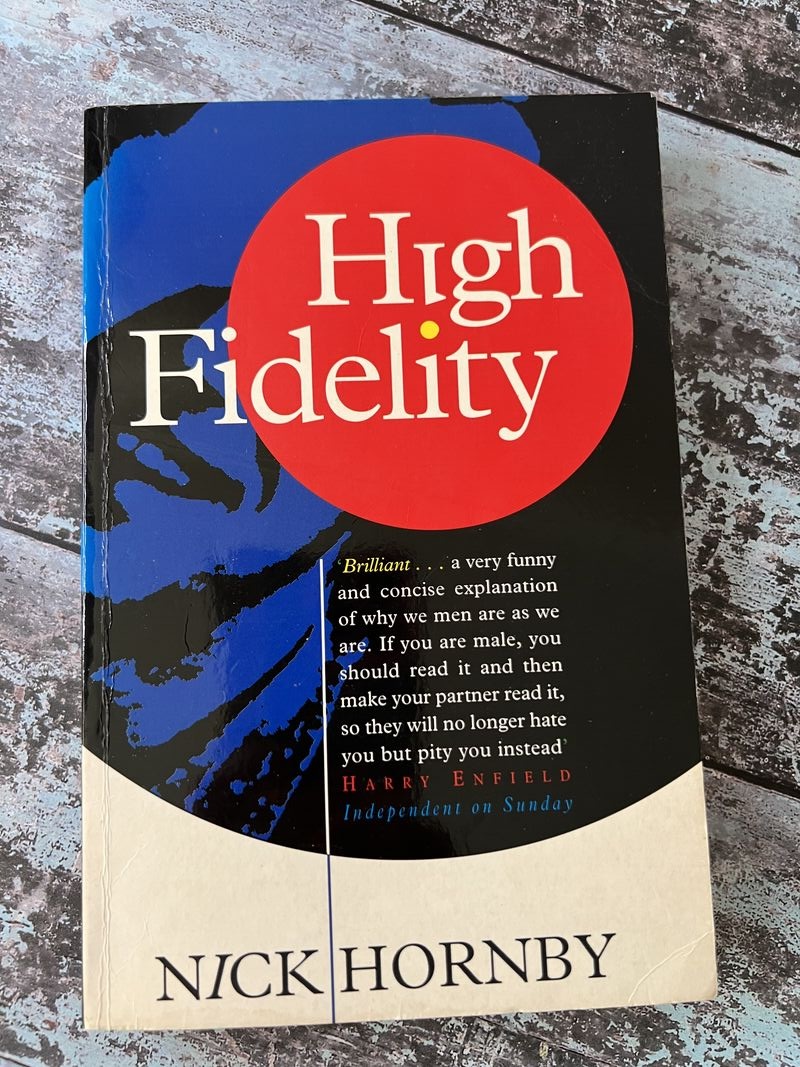 High
Fidelity
‘Brilliant . . . a very funny
and concise explanation
of why we men are as we
are. If you are male, you
should read it and then
make your partner read it,
so they will no longer hate
you but pity you instead’
HARRY ENFIELD
Independent on Sunday
NICK HORNBY